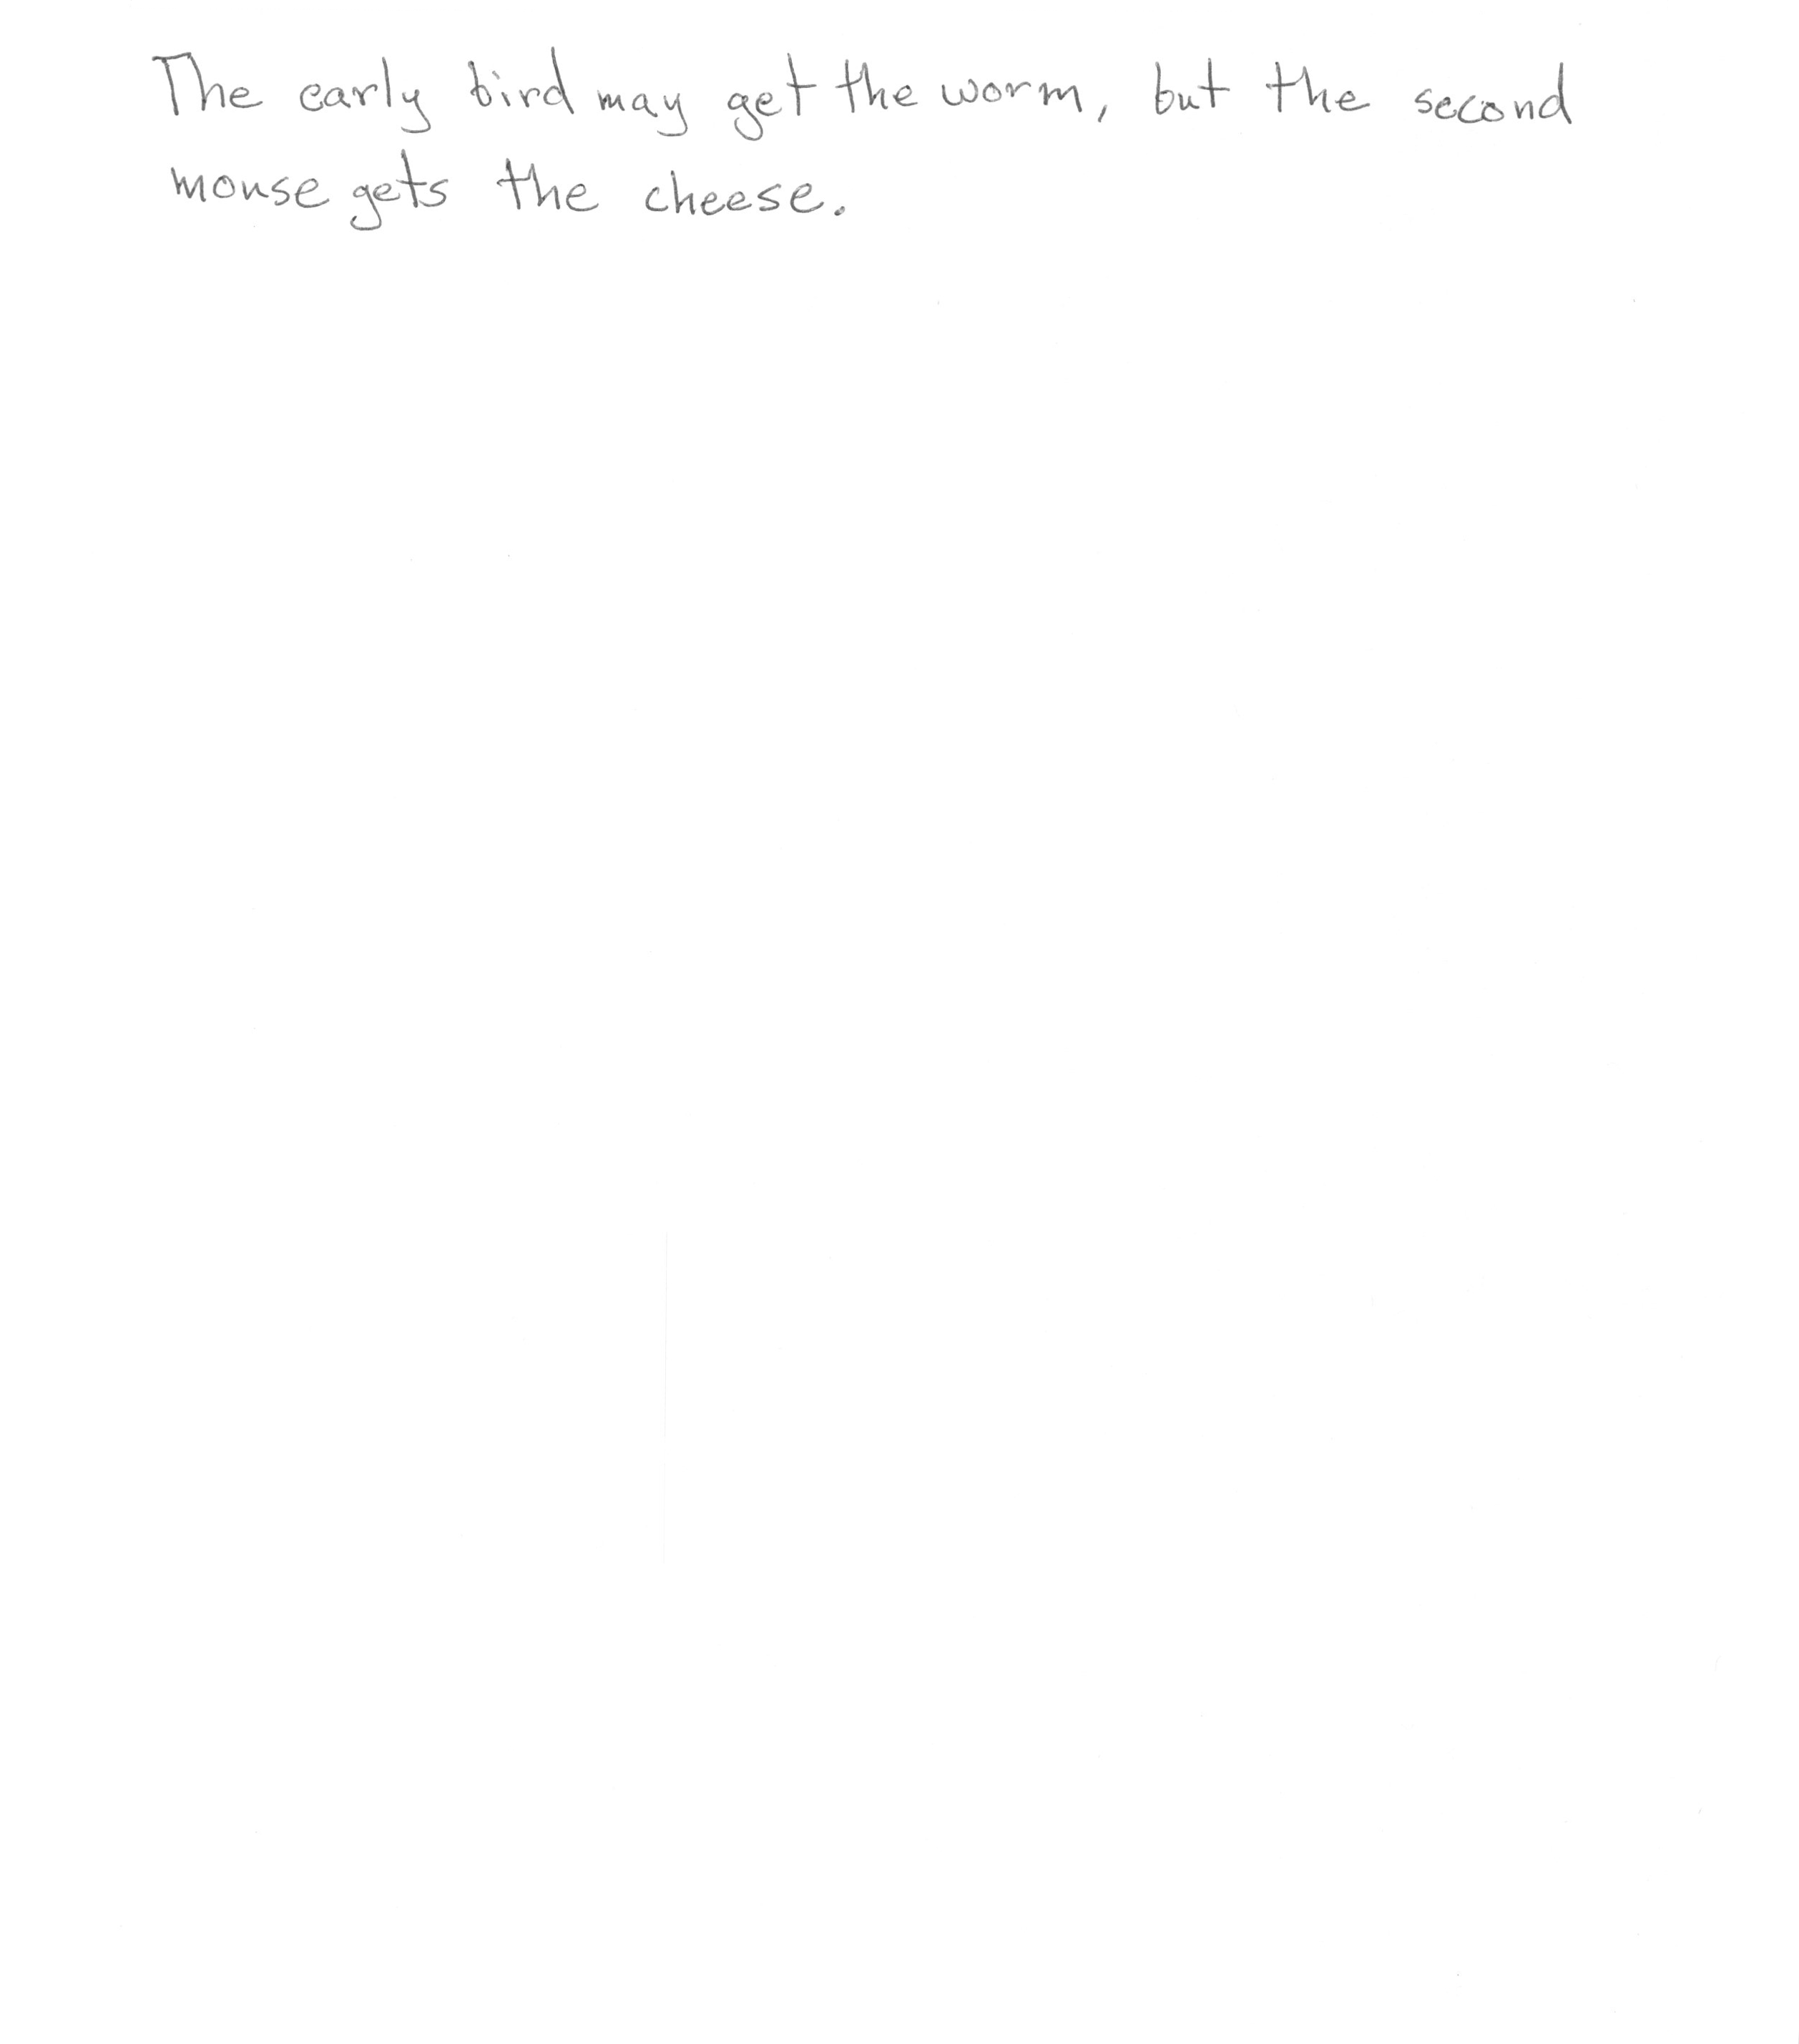 The early bird may get the worm, but the second
mouse gets the cheese.